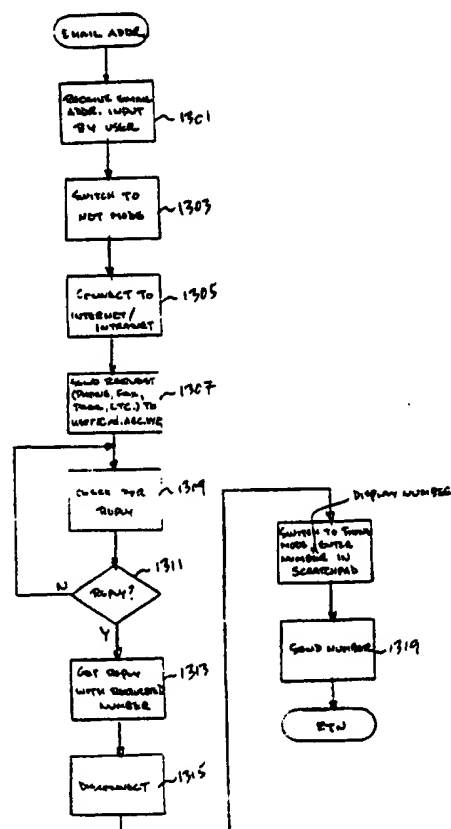 EMAIL ADDR
RECEIVE EMAIL
ADDR. INPUT
BY USER
1301
SWITCH TO
NET MODE
1303
CONNECT TO
INTERNET/
INTRANET
1305
SEND REQUEST
(PHONE, FAX,
ETC.) TO
1307
CHECK FOR
REPLY
1309
REPLY?
1311
N
Y
GET REPLY
WITH REQUESTED
NUMBER
1313
DISCONNECT
1315
DISPLAY NUMBER
SWITCH TO PHONE
MODE, ENTER
NUMBER IN
SCRATCHPAD
SEND NUMBER
1319
RTN